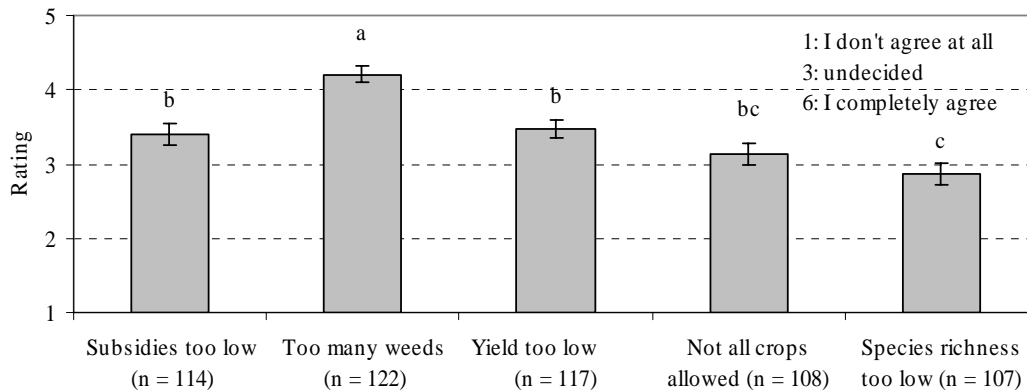 5
4
3
2
1
Rating
1: I don't agree at all
3: undecided
6: I completely agree
b
a
b
bc
c
Subsidies too low
(n = 114)
Too many weeds
(n = 122)
Yield too low
(n = 117)
Not all crops
allowed (n = 108)
Species richness
too low (n = 107)